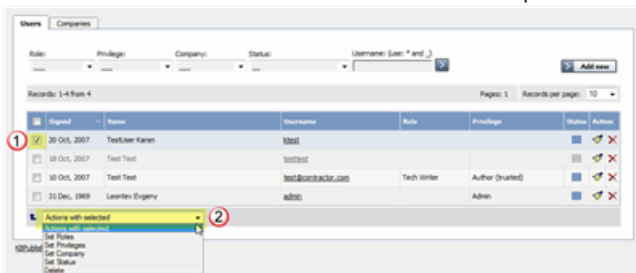 Users Companies
Role: Privilege: Company: Status: Username: (use: * and _)
Add new
Records: 1-4 from 4 Pages: 1 Records per page: 10
Signed Name Username Role Privilege Status Action
1 20 Oct, 2007 TestUser Karen ktest
18 Oct, 2007 Test Test testtest
10 Oct, 2007 Test Test test@contractor.com Tech Writer Author (trusted)
31 Dec, 1969 Leontev Evgeny admin Admin
Actions with selected 2
Actions with selected
Set Roles
Set Privileges
Set Company
Set Status
Delete